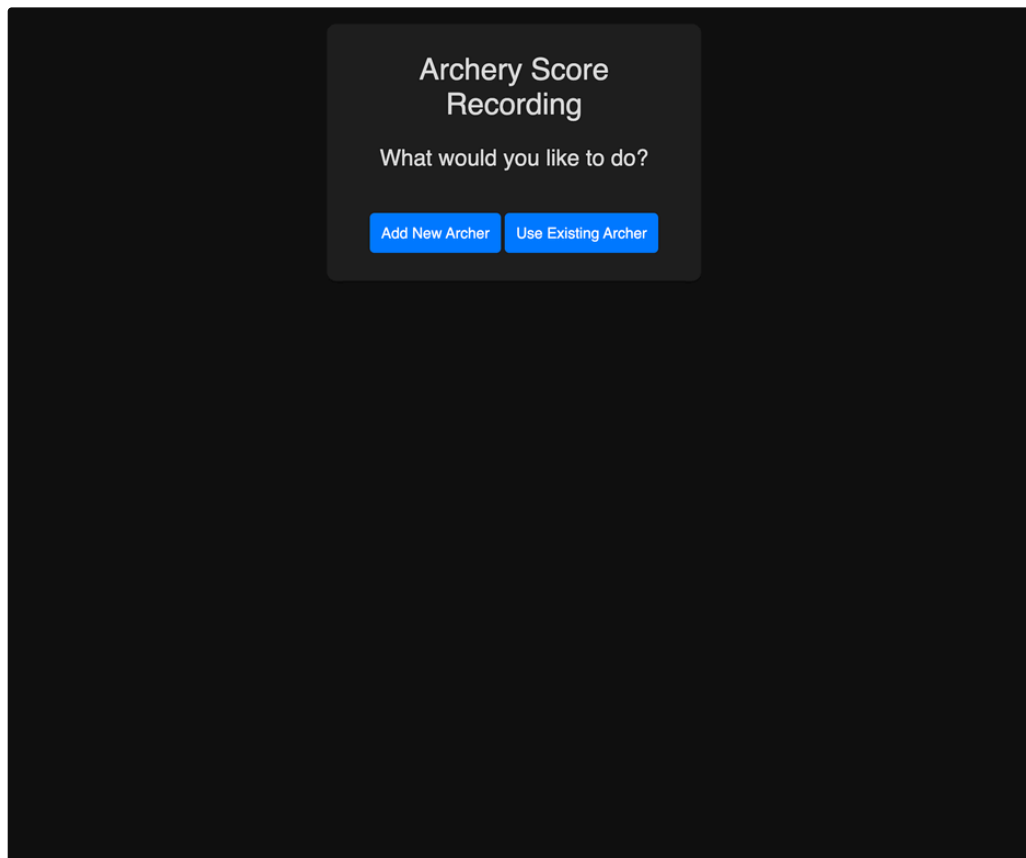 Archery Score
Recording
What would you like to do?
Add New Archer
Use Existing Archer